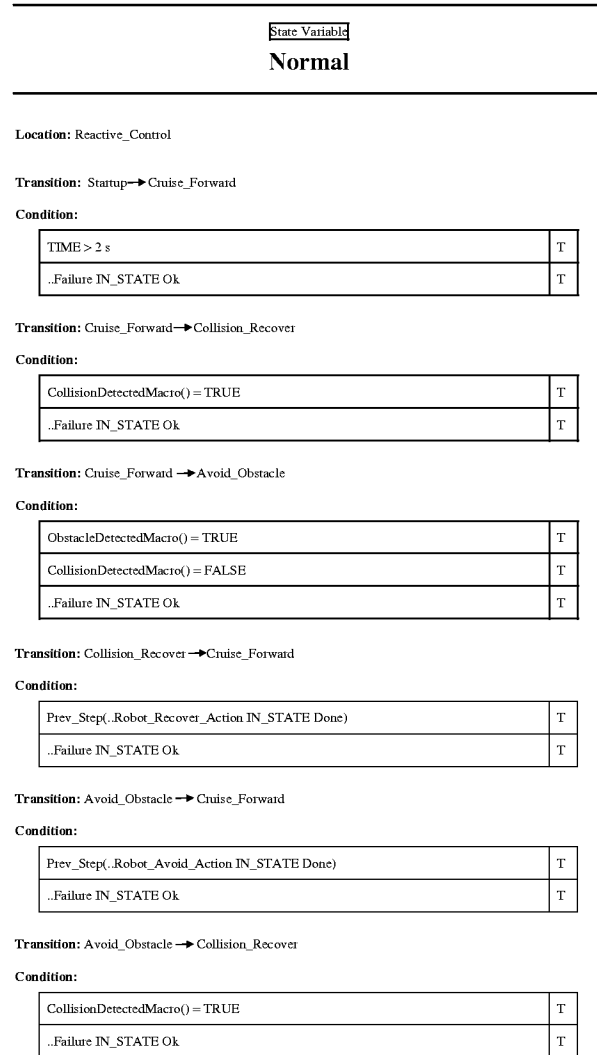 State Variable
Normal
Location: Reactive_Control
Transition: Startup→Cruise_Forward
Condition:
TIME > 2 s T
..Failure IN_STATE Ok T
Transition: Cruise_Forward→Collision_Recover
Condition:
CollisionDetectedMacro() = TRUE T
..Failure IN_STATE Ok T
Transition: Cruise_Forward→Avoid_Obstacle
Condition:
ObstacleDetectedMacro() = TRUE T
CollisionDetectedMacro() = FALSE T
..Failure IN_STATE Ok T
Transition: Collision_Recover→Cruise_Forward
Condition:
Prev_Step(..Robot_Recover_Action IN_STATE Done) T
..Failure IN_STATE Ok T
Transition: Avoid_Obstacle→Cruise_Forward
Condition:
Prev_Step(..Robot_Avoid_Action IN_STATE Done) T
..Failure IN_STATE Ok T
Transition: Avoid_Obstacle→Collision_Recover
Condition:
CollisionDetectedMacro() = TRUE T
..Failure IN_STATE Ok T